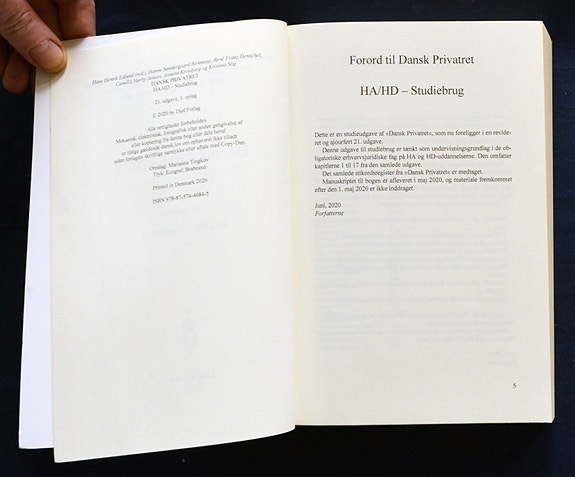 Hans Henrik Edlund (red.), Hanne Søndergaard Birkmose, René Franz Henschel,
Camilla Hørby Jensen, Annette Kronborg og Kristina Siig
DANSK PRIVATRET
HA/HD – Studiebrug
21. udgave, 1. oplag
© 2020 by Djøf Forlag
Alle rettigheder forbeholdes.
Mekanisk, elektronisk, fotografisk eller anden gengivelse af
eller kopiering fra denne bog eller dele heraf
er ifølge gældende dansk lov om ophavsret ikke tilladt
uden forlagets skriftlige samtykke eller aftale med Copy-Dan.
Omslag: Marianne Tingkov
Tryk: Ecograf, Brabrand
Printed in Denmark 2020
ISBN 978-87-574-4684-5
Forord til Dansk Privatret
HA/HD – Studiebrug
Dette er en studieudgave af »Dansk Privatret«, som nu foreligger i en revide-
ret og ajourført 21. udgave.
Denne udgave til studiebrug er tænkt som undervisningsgrundlag i de ob-
ligatoriske erhvervsjuridiske fag på HA og HD-uddannelserne. Den omfatter
kapitlerne 1 til 17 fra den samlede udgave.
Det samlede stikordsregister fra »Dansk Privatret« er medtaget.
Manuskriptet til bogen er afleveret i maj 2020, og materiale fremkommet
efter den 1. maj 2020 er ikke inddraget.
Juni, 2020
Forfatterne
5